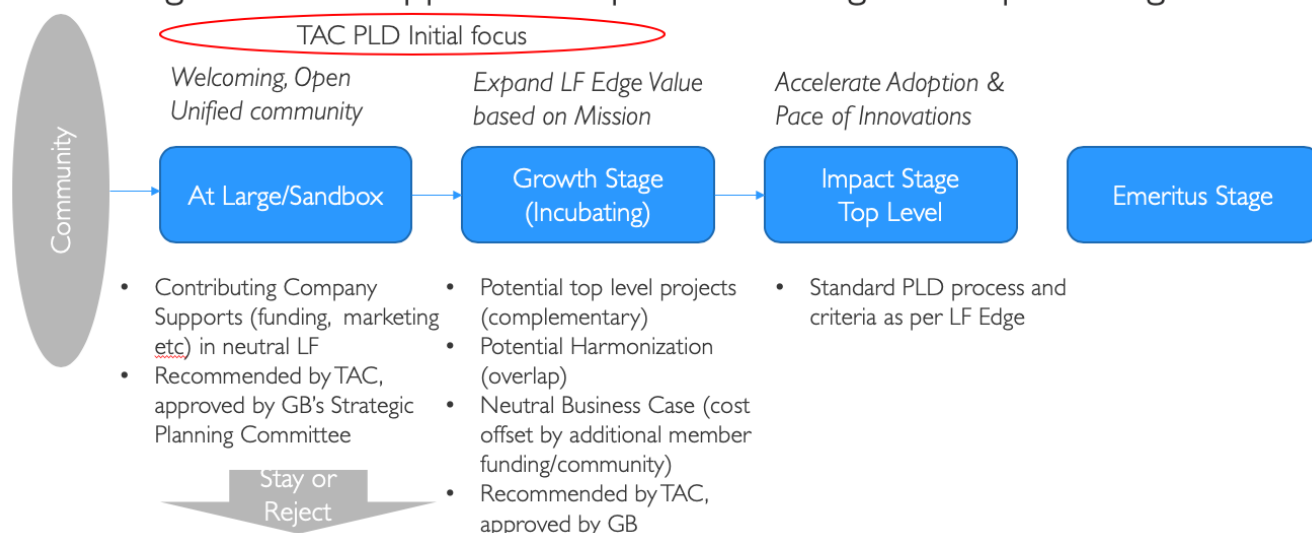 TAC PLD Initial focus
Community
Welcoming, Open
Unified community
Expand LF Edge Value
based on Mission
Accelerate Adoption &
Pace of Innovations
At Large/Sandbox
Growth Stage
(Incubating)
Impact Stage
Top Level
Emeritus Stage
• Contributing Company
Supports (funding, marketing
etc) in neutral LF
• Recommended by TAC,
approved by GB's Strategic
Planning Committee
Stay or
Reject
• Potential top level projects
(complementary)
• Potential Harmonization
(overlap)
• Neutral Business Case (cost
offset by additional member
funding/community)
• Recommended by TAC,
approved by GB
• Standard PLD process and
criteria as per LF Edge